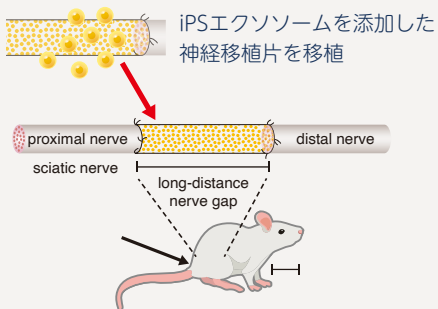 iPSエクソソームを添加した
神経移植片を移植
proximal nerve
distal nerve
sciatic nerve
long-distance
nerve gap